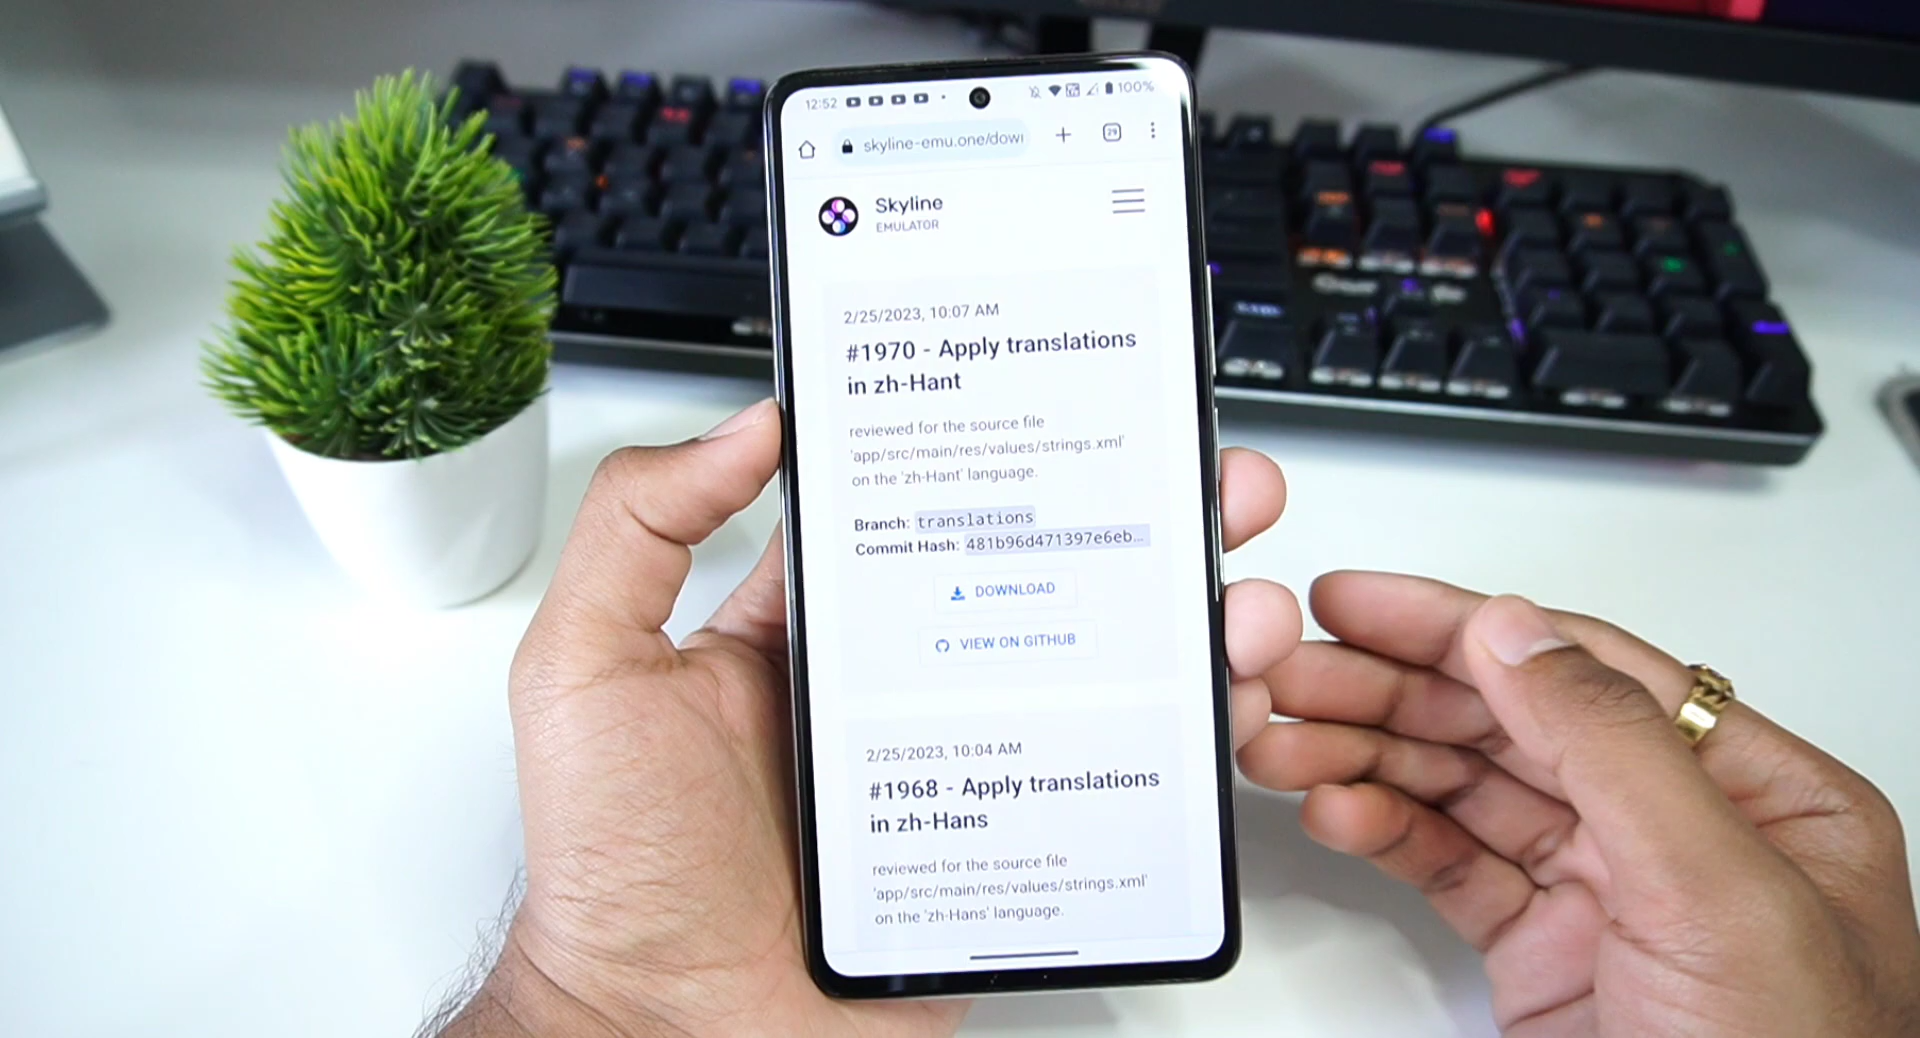 12:52
100%
skyline-emu.one/dowi
29
Skyline
EMULATOR
2/25/2023, 10:07 AM
#1970 - Apply translations
in zh-Hant
reviewed for the source file
'app/src/main/res/values/strings.xml'
on the 'zh-Hant' language.
Branch: translations
Commit Hash: 481b96d471397e6eb...
DOWNLOAD
VIEW ON GITHUB
2/25/2023, 10:04 AM
#1968 - Apply translations
in zh-Hans
reviewed for the source file
'app/src/main/res/values/strings.xml'
on the 'zh-Hans' language.